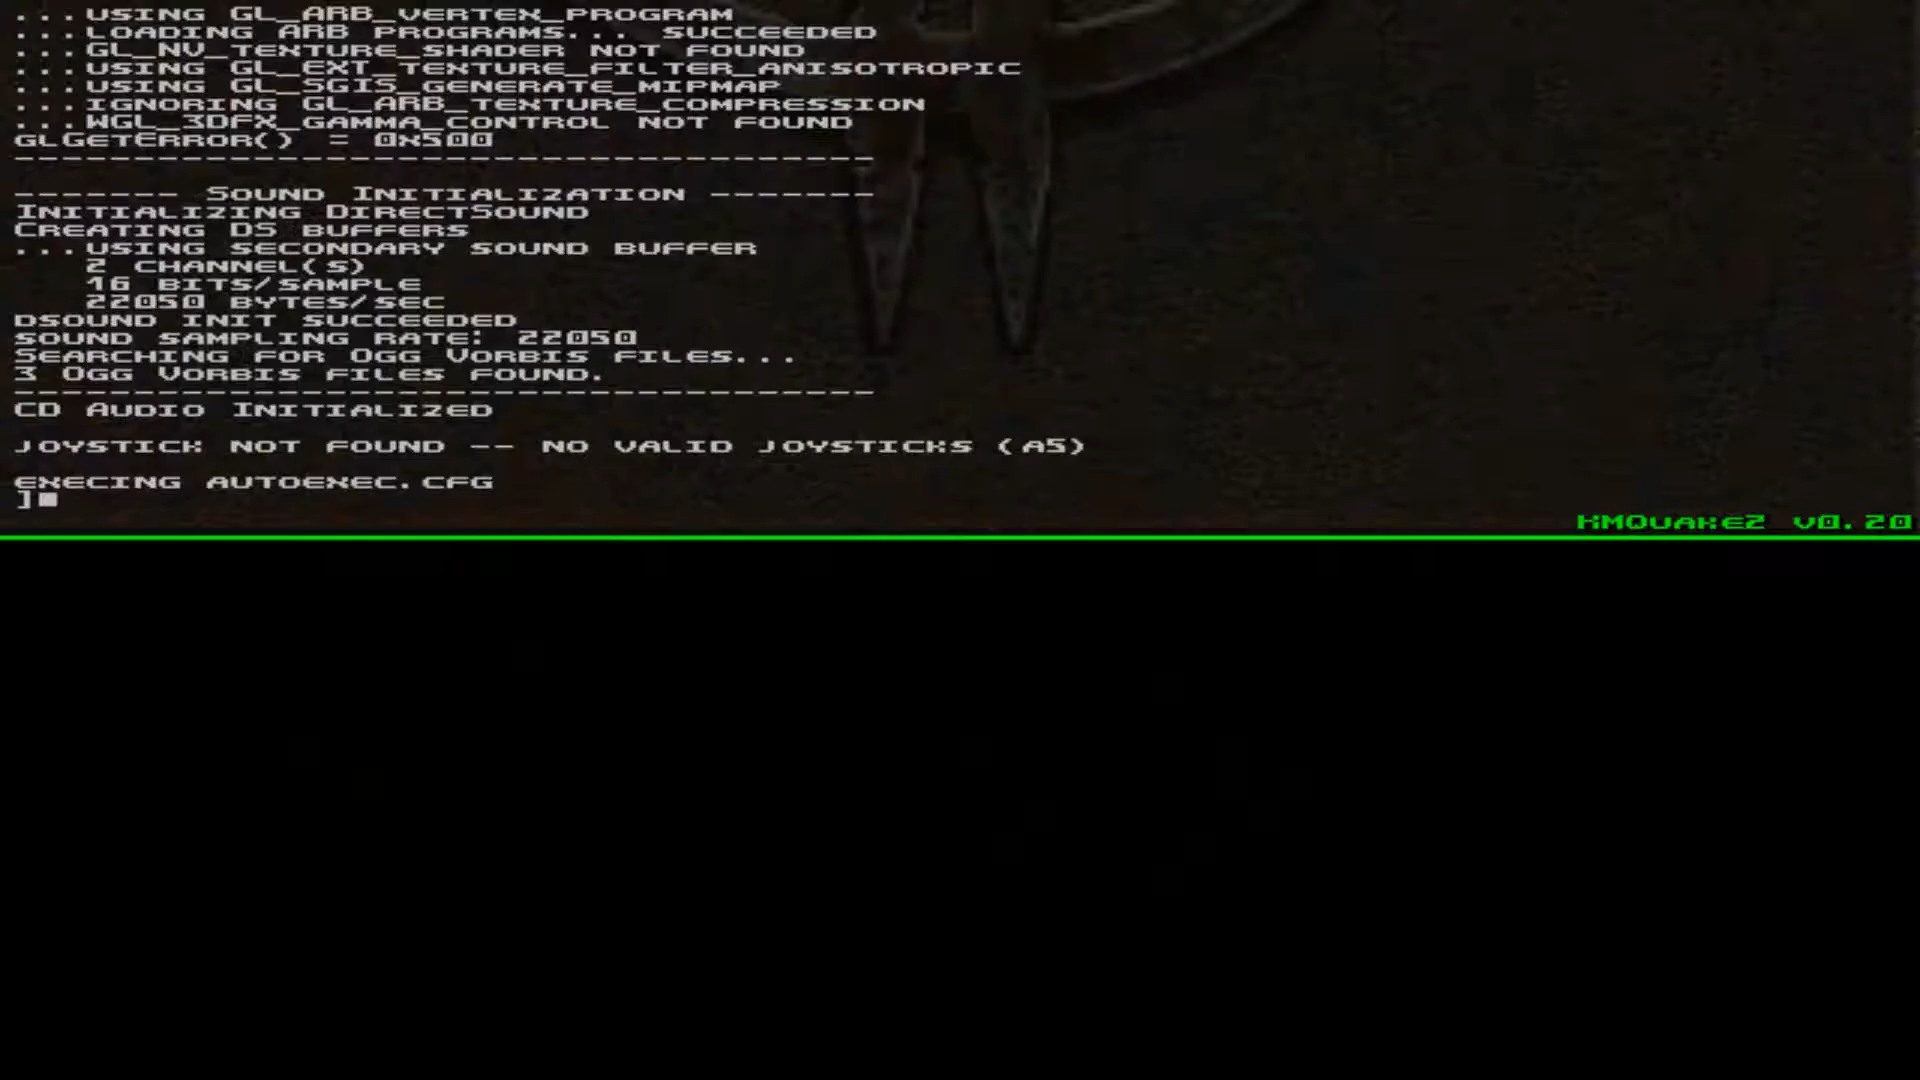 ...using GL_ARB_vertex_program
...loading ARB programs... succeeded
...GL_NV_texture_shader not found
...using GL_EXT_texture_filter_anisotropic
...using GL_SGIS_generate_mipmap
...ignoring GL_ARB_texture_compression
...WGL_3DFX_gamma_control not found
glGetError() = 0x500
------------------------------------
------- Sound Initialization -------
Initializing DirectSound
Creating DS buffers
...using secondary sound buffer
2 channel(s)
16 bits/sample
22050 bytes/sec
DSound init succeeded
sound sampling rate: 22050
Searching for Ogg Vorbis files...
3 Ogg Vorbis files found.
------------------------------------
CD Audio Initialized
joystick not found -- no valid joysticks (a5)
execing autoexec.cfg
]
KMQuake2 v0.20